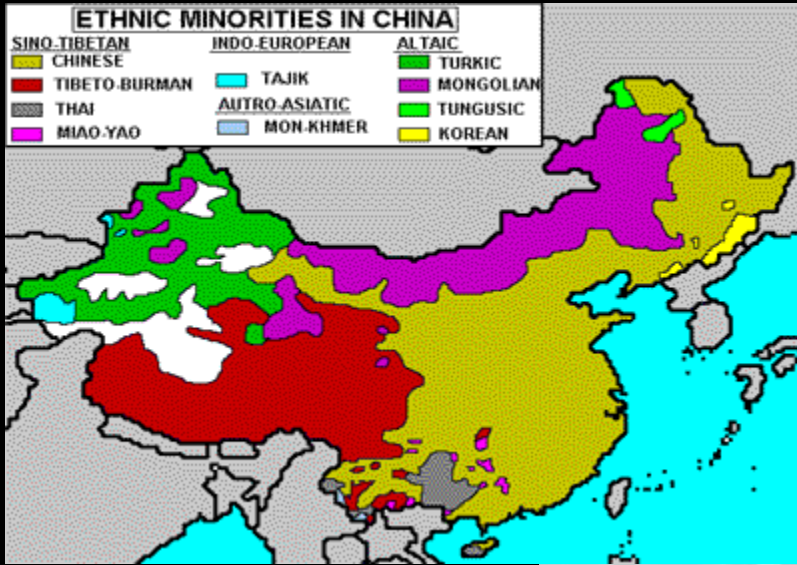 ETHNIC MINORITIES IN CHINA
SINO-TIBETAN
CHINESE
TIBETO-BURMAN
THAI
MIAO-YAO
INDO-EUROPEAN
TAJIK
AUTRO-ASIATIC
MON-KHMER
ALTAIC
TURKIC
MONGOLIAN
TUNGUSIC
KOREAN